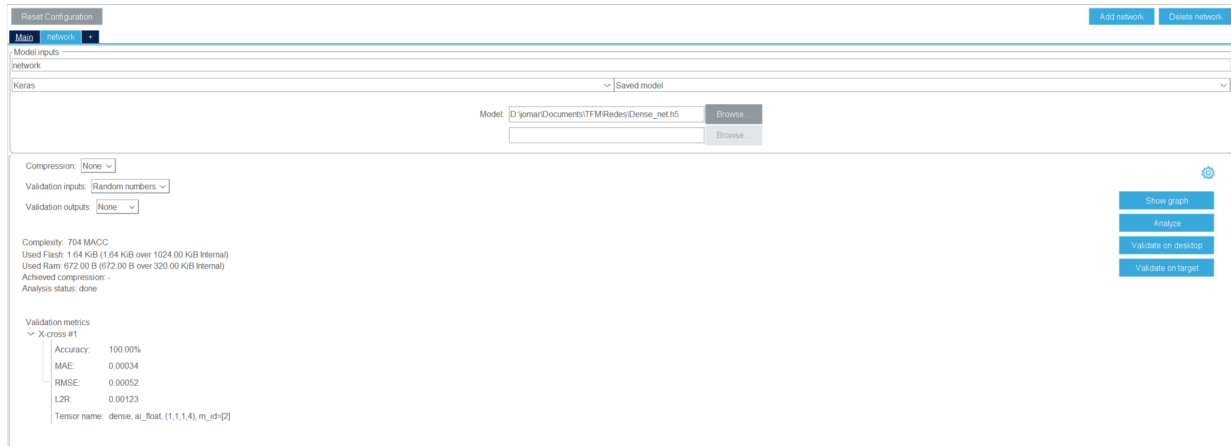 Reset Configuration Add network Delete network
Main network +
Model inputs
network
Keras Saved model
Model: D:\jomar\Documents\TFM\Redes\Dense_net.h5 Browse...
Browse...
Compression: None
Validation inputs: Random numbers
Validation outputs: None
Show graph
Analyze
Validate on desktop
Validate on target
Complexity: 704 MACC
Used Flash: 1.64 KiB (1.64 KiB over 1024.00 KiB Internal)
Used Ram: 672.00 B (672.00 B over 320.00 KiB Internal)
Achieved compression: -
Analysis status: done
Validation metrics
X-cross #1
Accuracy: 100.00%
MAE: 0.00034
RMSE: 0.00052
L2R: 0.00123
Tensor name: dense, ai_float, (1,1,1,4), m_id=[2]